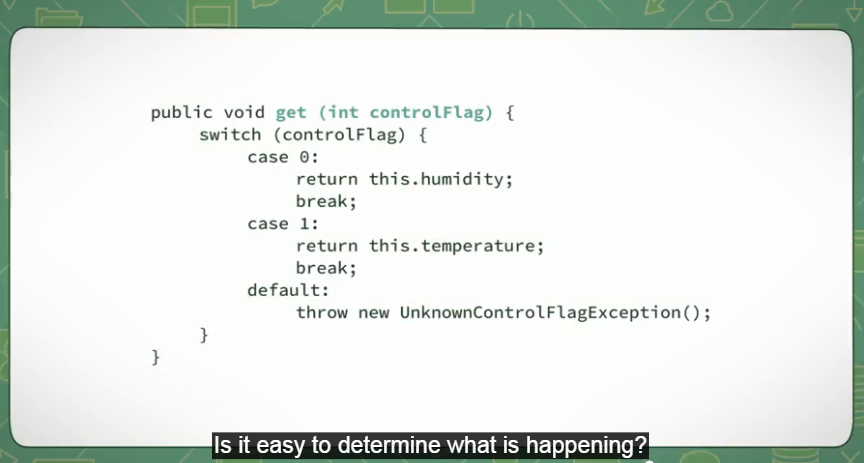 public void get (int controlFlag) {
switch (controlFlag) {
case 0:
return this.humidity;
break;
case 1:
return this.temperature;
break;
default:
throw new UnknownControlFlagException();
}
}
Is it easy to determine what is happening?